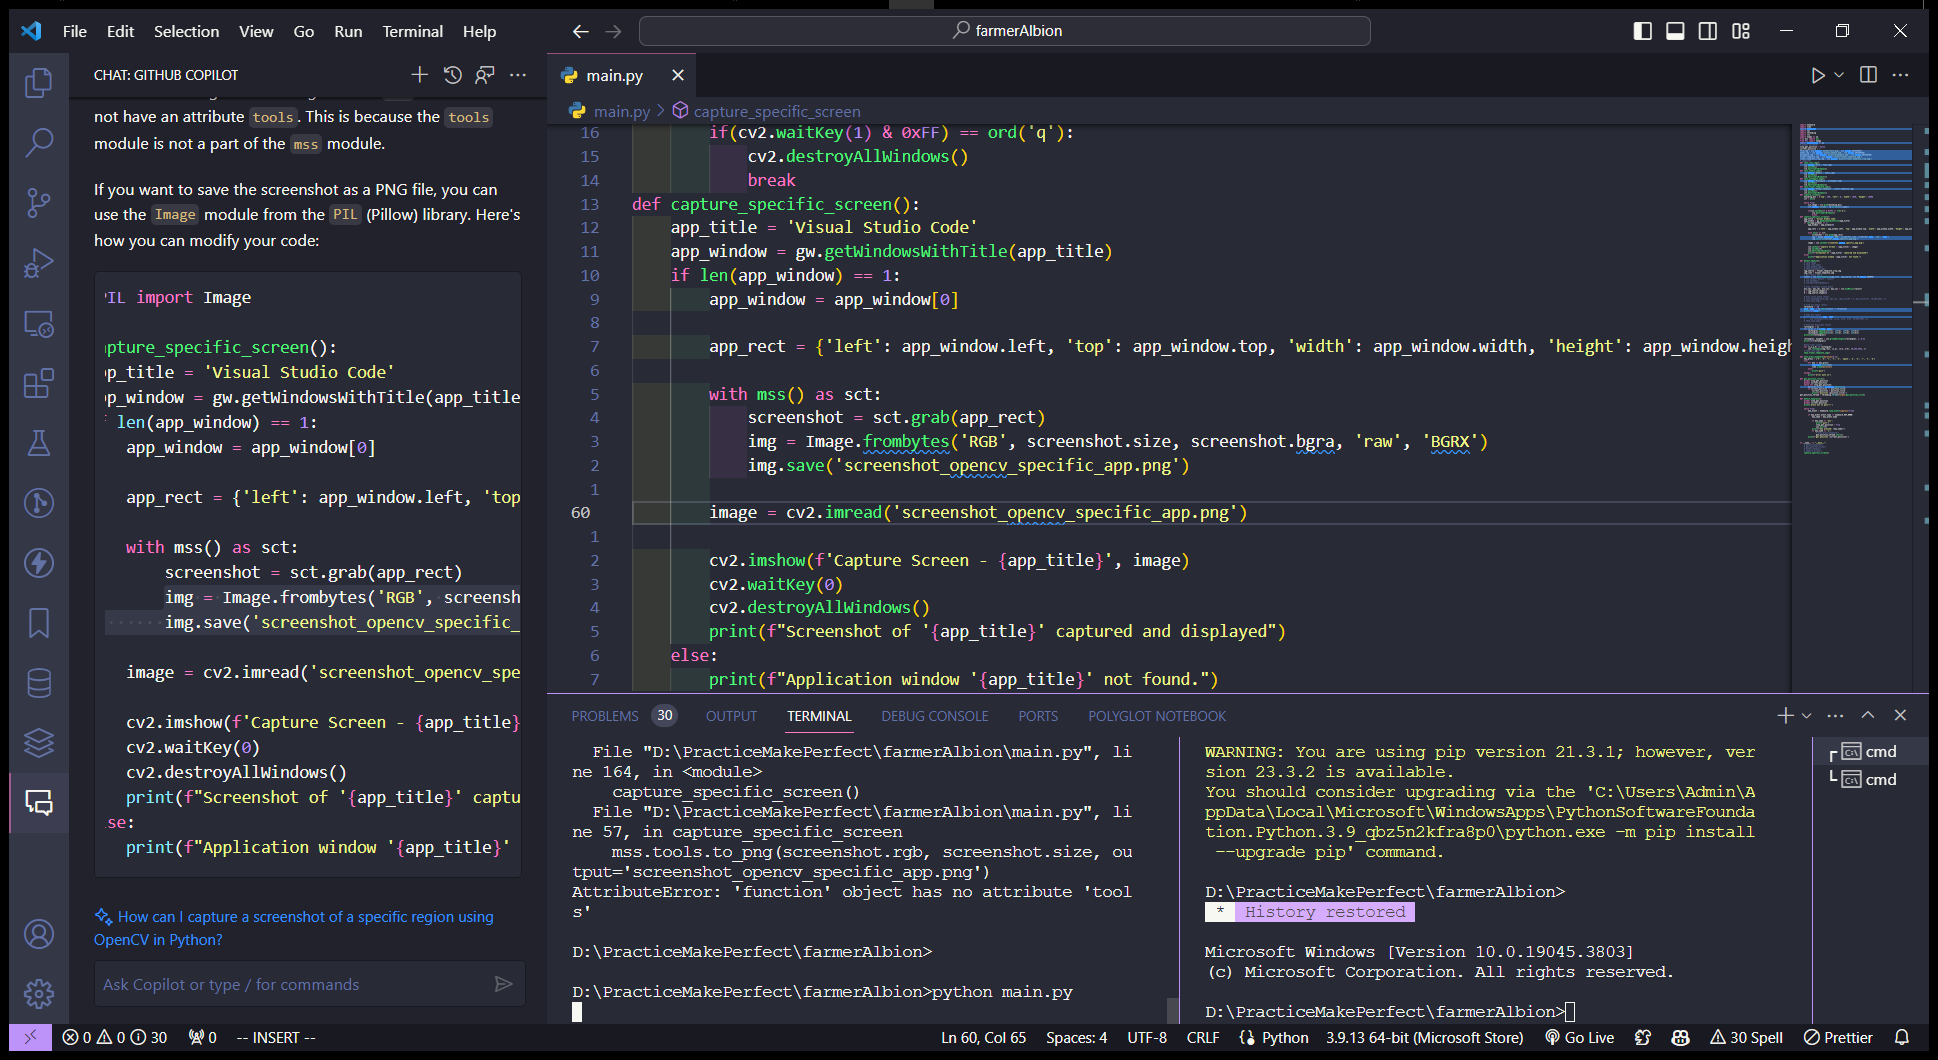 File Edit Selection View Go Run Terminal Help
farmerAlbion
CHAT: GITHUB COPILOT
not have an attribute tools. This is because the tools
module is not a part of the mss module.
If you want to save the screenshot as a PNG file, you can
use the Image module from the PIL (Pillow) library. Here's
how you can modify your code:
PIL import Image
pture_specific_screen():
pp_title = 'Visual Studio Code'
pp_window = gw.getWindowsWithTitle(app_title
len(app_window) == 1:
app_window = app_window[0]
app_rect = {'left': app_window.left, 'top
with mss() as sct:
screenshot = sct.grab(app_rect)
img = Image.frombytes('RGB', screensh
img.save('screenshot_opencv_specific_
image = cv2.imread('screenshot_opencv_spe
cv2.imshow(f'Capture Screen - {app_title}
cv2.waitKey(0)
cv2.destroyAllWindows()
print(f"Screenshot of '{app_title}' captu
se:
print(f"Application window '{app_title}'
How can I capture a screenshot of a specific region using
OpenCV in Python?
Ask Copilot or type / for commands
main.py
main.py > capture_specific_screen
16 if(cv2.waitKey(1) & 0xFF) == ord('q'):
15 cv2.destroyAllWindows()
14 break
13 def capture_specific_screen():
12 app_title = 'Visual Studio Code'
11 app_window = gw.getWindowsWithTitle(app_title)
10 if len(app_window) == 1:
9 app_window = app_window[0]
8
7 app_rect = {'left': app_window.left, 'top': app_window.top, 'width': app_window.width, 'height': app_window.heigh
6
5 with mss() as sct:
4 screenshot = sct.grab(app_rect)
3 img = Image.frombytes('RGB', screenshot.size, screenshot.bgra, 'raw', 'BGRX')
2 img.save('screenshot_opencv_specific_app.png')
1
60 image = cv2.imread('screenshot_opencv_specific_app.png')
1
2 cv2.imshow(f'Capture Screen - {app_title}', image)
3 cv2.waitKey(0)
4 cv2.destroyAllWindows()
5 print(f"Screenshot of '{app_title}' captured and displayed")
6 else:
7 print(f"Application window '{app_title}' not found.")
PROBLEMS 30 OUTPUT TERMINAL DEBUG CONSOLE PORTS POLYGLOT NOTEBOOK
File "D:\PracticeMakePerfect\farmerAlbion\main.py", li
ne 164, in <module>
capture_specific_screen()
File "D:\PracticeMakePerfect\farmerAlbion\main.py", li
ne 57, in capture_specific_screen
mss.tools.to_png(screenshot.rgb, screenshot.size, ou
tput='screenshot_opencv_specific_app.png')
AttributeError: 'function' object has no attribute 'tool
s'
D:\PracticeMakePerfect\farmerAlbion>
D:\PracticeMakePerfect\farmerAlbion>python main.py
WARNING: You are using pip version 21.3.1; however, ver
sion 23.3.2 is available.
You should consider upgrading via the 'C:\Users\Admin\A
ppData\Local\Microsoft\WindowsApps\PythonSoftwareFounda
tion.Python.3.9_qbz5n2kfra8p0\python.exe -m pip install
--upgrade pip' command.
D:\PracticeMakePerfect\farmerAlbion>
* History restored
Microsoft Windows [Version 10.0.19045.3803]
(c) Microsoft Corporation. All rights reserved.
D:\PracticeMakePerfect\farmerAlbion>
cmd
cmd
0 0 30 0 -- INSERT -- Ln 60, Col 65 Spaces: 4 UTF-8 CRLF Python 3.9.13 64-bit (Microsoft Store) Go Live 30 Spell Prettier